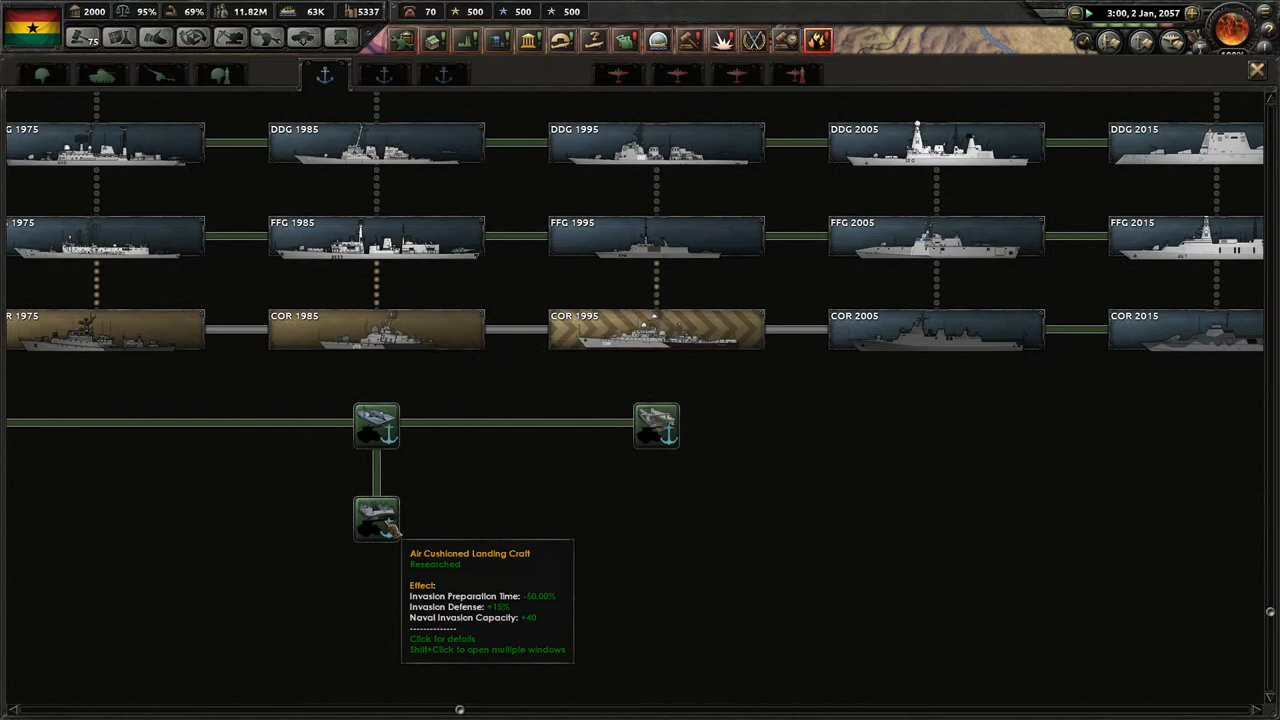 2000 95% 69% 11.82M 63K 5337 70 500 500 500 3:00, 2 Jan, 2057
75
100%
G 1975 DDG 1985 DDG 1995 DDG 2005 DDG 2015
1975 FFG 1985 FFG 1995 FFG 2005 FFG 2015
R 1975 COR 1985 COR 1995 COR 2005 COR 2015
Air Cushioned Landing Craft
Researched
Effect:
Invasion Preparation Time: -50.00%
Invasion Defense: +15%
Naval Invasion Capacity: +40
--------------
Click for details
Shift+Click to open multiple windows